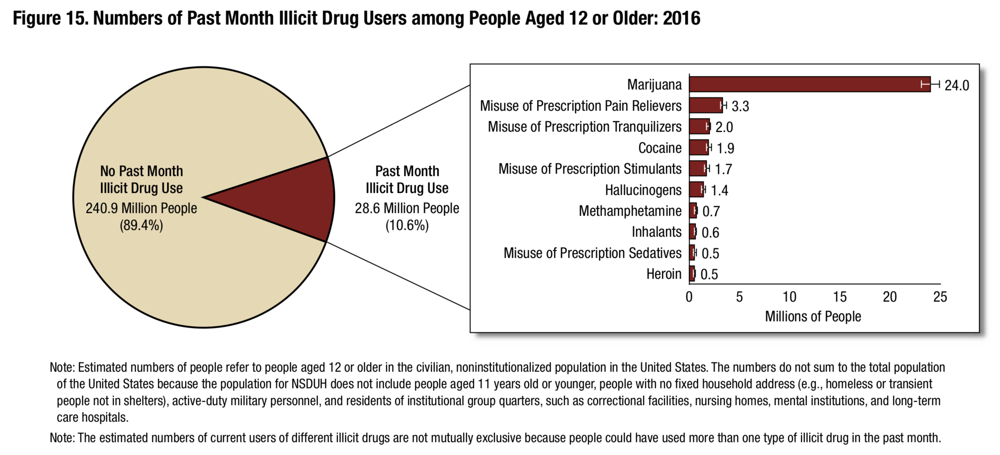 Figure 15. Numbers of Past Month Illicit Drug Users among People Aged 12 or Older: 2016
No Past Month
Illicit Drug Use
240.9 Million People
(89.4%)
Past Month
Illicit Drug Use
28.6 Million People
(10.6%)
Marijuana 24.0
Misuse of Prescription Pain Relievers 3.3
Misuse of Prescription Tranquilizers 2.0
Cocaine 1.9
Misuse of Prescription Stimulants 1.7
Hallucinogens 1.4
Methamphetamine 0.7
Inhalants 0.6
Misuse of Prescription Sedatives 0.5
Heroin 0.5
0 5 10 15 20 25
Millions of People
Note: Estimated numbers of people refer to people aged 12 or older in the civilian, noninstitutionalized population in the United States. The numbers do not sum to the total population
of the United States because the population for NSDUH does not include people aged 11 years old or younger, people with no fixed household address (e.g., homeless or transient
people not in shelters), active-duty military personnel, and residents of institutional group quarters, such as correctional facilities, nursing homes, mental institutions, and long-term
care hospitals.
Note: The estimated numbers of current users of different illicit drugs are not mutually exclusive because people could have used more than one type of illicit drug in the past month.